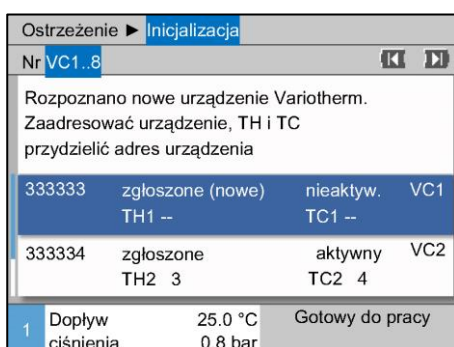 Ostrzeżenie ► Inicjalizacja
Nr VC1..8
Rozpoznano nowe urządzenie Variotherm.
Zaadresować urządzenie, TH i TC
przydzielić adres urządzenia
333333 zgłoszone (nowe) nieaktyw. VC1
TH1 -- TC1 --
333334 zgłoszone aktywny VC2
TH2 3 TC2 4
1 Dopływ 25.0 °C Gotowy do pracy
ciśnienia 0.8 bar